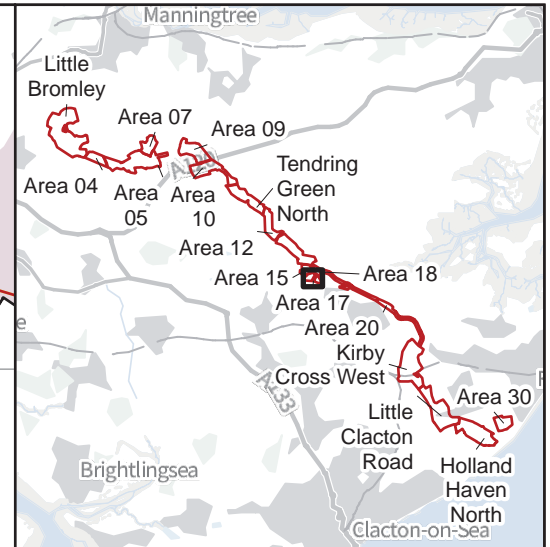 Manningtree
Little
Bromley
Area 07
Area 09
A120
Area 04
Area
05
Area
10
Tendring
Green
North
Area 12
Area 15
Area 18
Area 17
Area 20
Kirby
Cross West
A133
Area 30
Little
Clacton
Road
Holland
Haven
North
Brightlingsea
Clacton-on-Sea